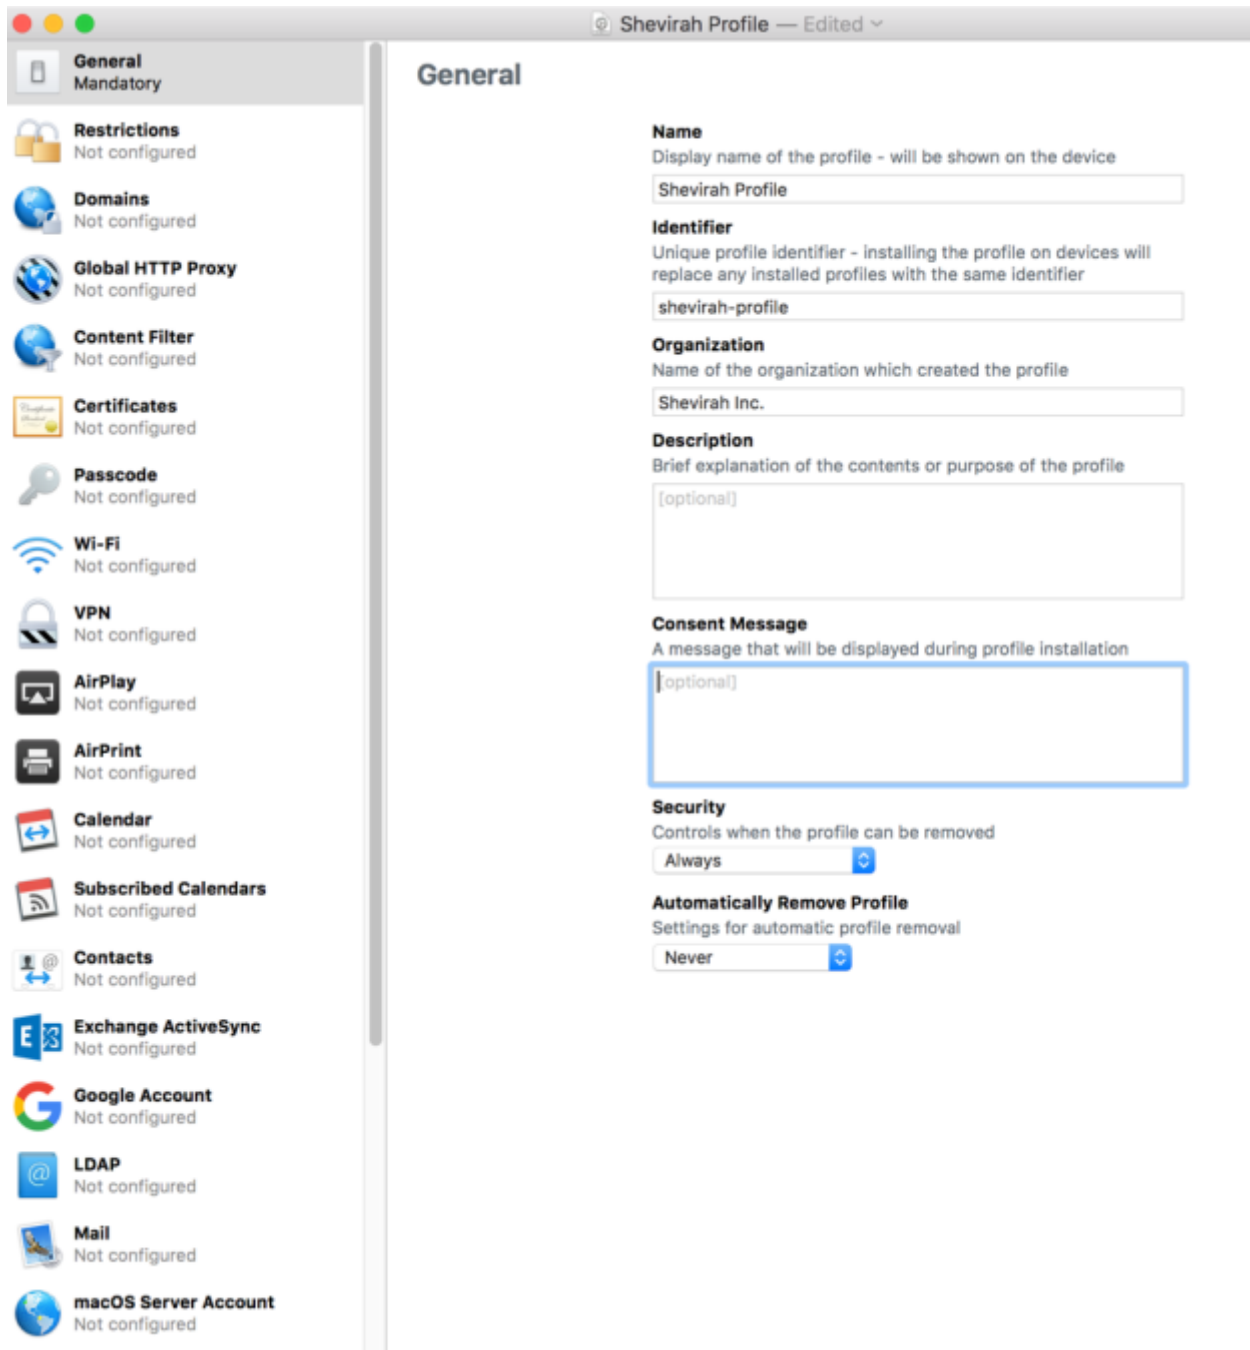 Shevirah Profile — Edited
General
Mandatory
Restrictions
Not configured
Domains
Not configured
Global HTTP Proxy
Not configured
Content Filter
Not configured
Certificates
Not configured
Passcode
Not configured
Wi-Fi
Not configured
VPN
Not configured
AirPlay
Not configured
AirPrint
Not configured
Calendar
Not configured
Subscribed Calendars
Not configured
Contacts
Not configured
Exchange ActiveSync
Not configured
Google Account
Not configured
LDAP
Not configured
Mail
Not configured
macOS Server Account
Not configured
General
Name
Display name of the profile - will be shown on the device
Shevirah Profile
Identifier
Unique profile identifier - installing the profile on devices will
replace any installed profiles with the same identifier
shevirah-profile
Organization
Name of the organization which created the profile
Shevirah Inc.
Description
Brief explanation of the contents or purpose of the profile
[optional]
Consent Message
A message that will be displayed during profile installation
[optional]
Security
Controls when the profile can be removed
Always
Automatically Remove Profile
Settings for automatic profile removal
Never